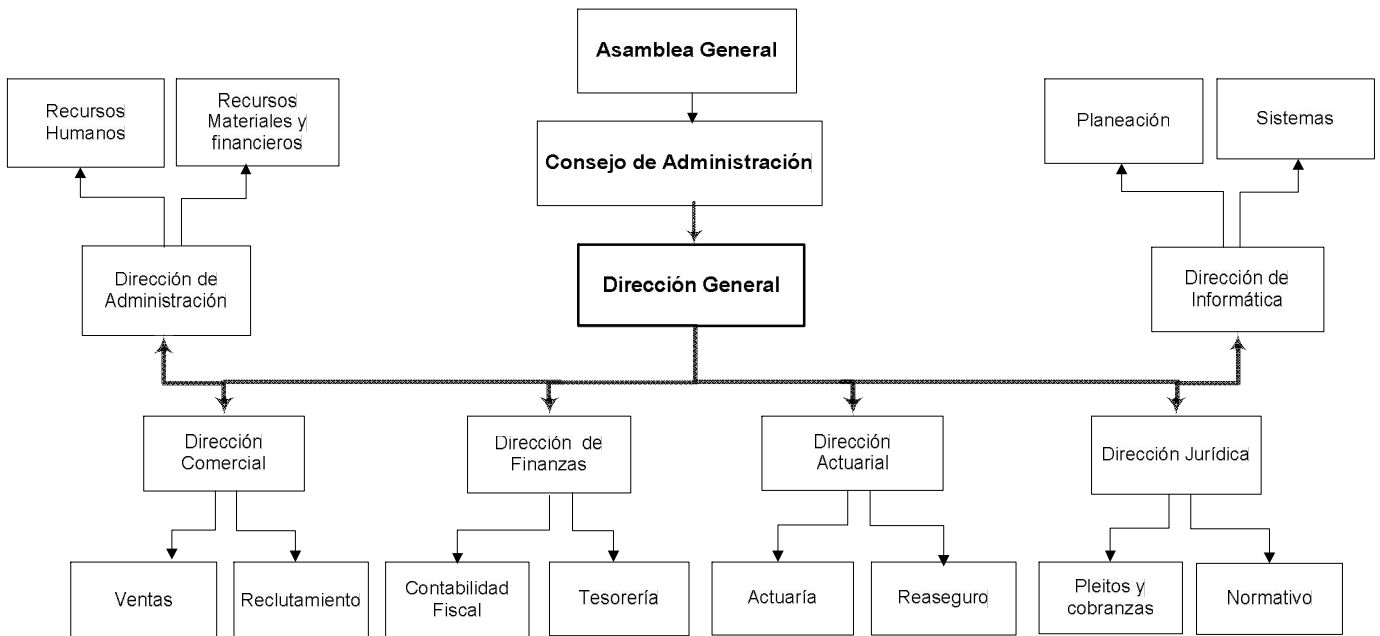 Asamblea General
Recursos
Humanos
Recursos
Materiales y
financieros
Consejo de Administración
Planeación
Sistemas
Dirección de
Administración
Dirección General
Dirección de
Informática
Dirección
Comercial
Dirección de
Finanzas
Dirección
Actuarial
Dirección Jurídica
Ventas
Reclutamiento
Contabilidad
Fiscal
Tesorería
Actuaría
Reaseguro
Pleitos y
cobranzas
Normativo